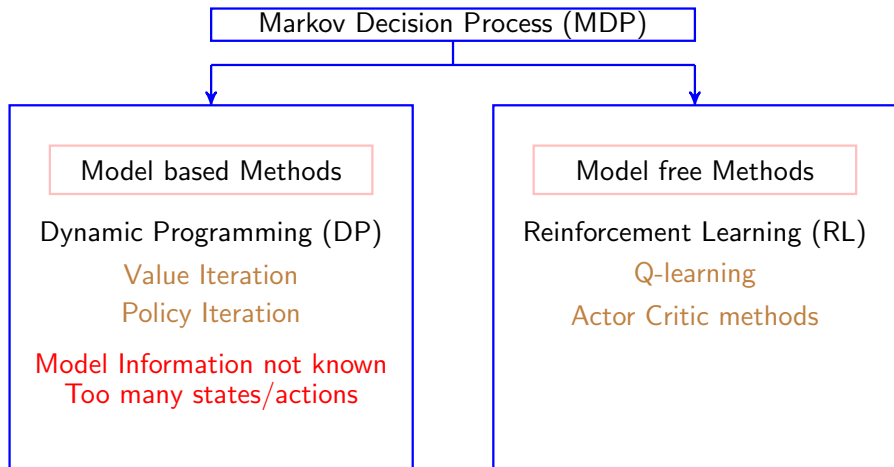 Markov Decision Process (MDP)
Model based Methods
Dynamic Programming (DP)
Value Iteration
Policy Iteration
Model Information not known
Too many states/actions
Model free Methods
Reinforcement Learning (RL)
Q-learning
Actor Critic methods